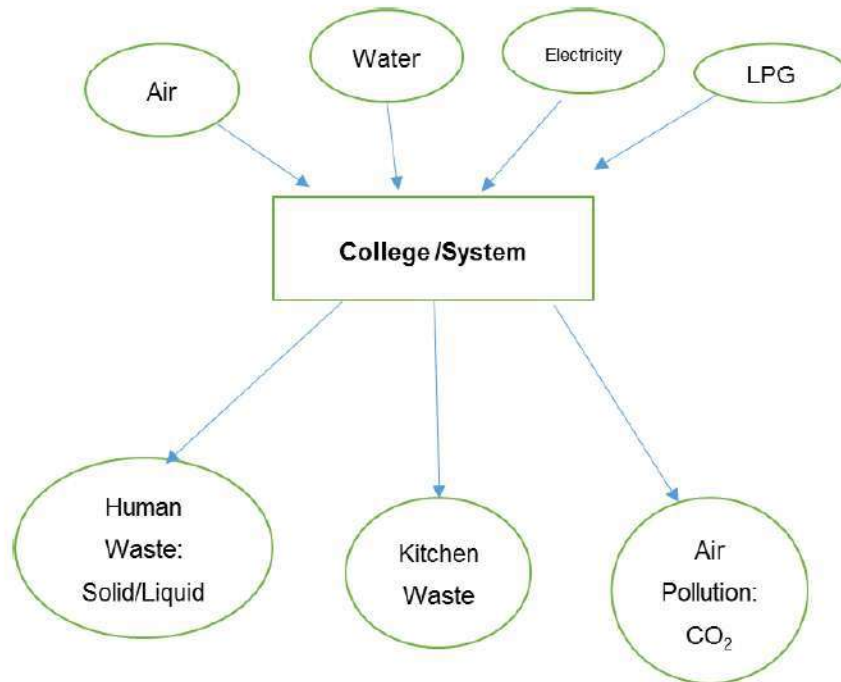 Air
Water
Electricity
LPG
College/System
Human
Waste:
Solid/Liquid
Kitchen
Waste
Air
Pollution:
CO₂